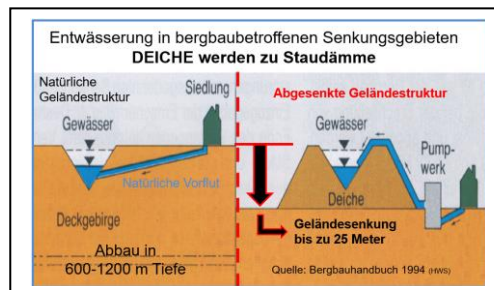 Entwässerung in bergbaubetroffenen Senkungsgebieten
DEICHE werden zu Staudämme
Natürliche
Geländestruktur
Siedlung
Gewässer
Natürliche Vorflut
Deckgebirge
Abbau in
600-1200 m Tiefe
Abgesenkte Geländestruktur
Gewässer
Pump-
werk
Deiche
Geländesenkung
bis zu 25 Meter
Quelle: Bergbauhandbuch 1994 (HWS)